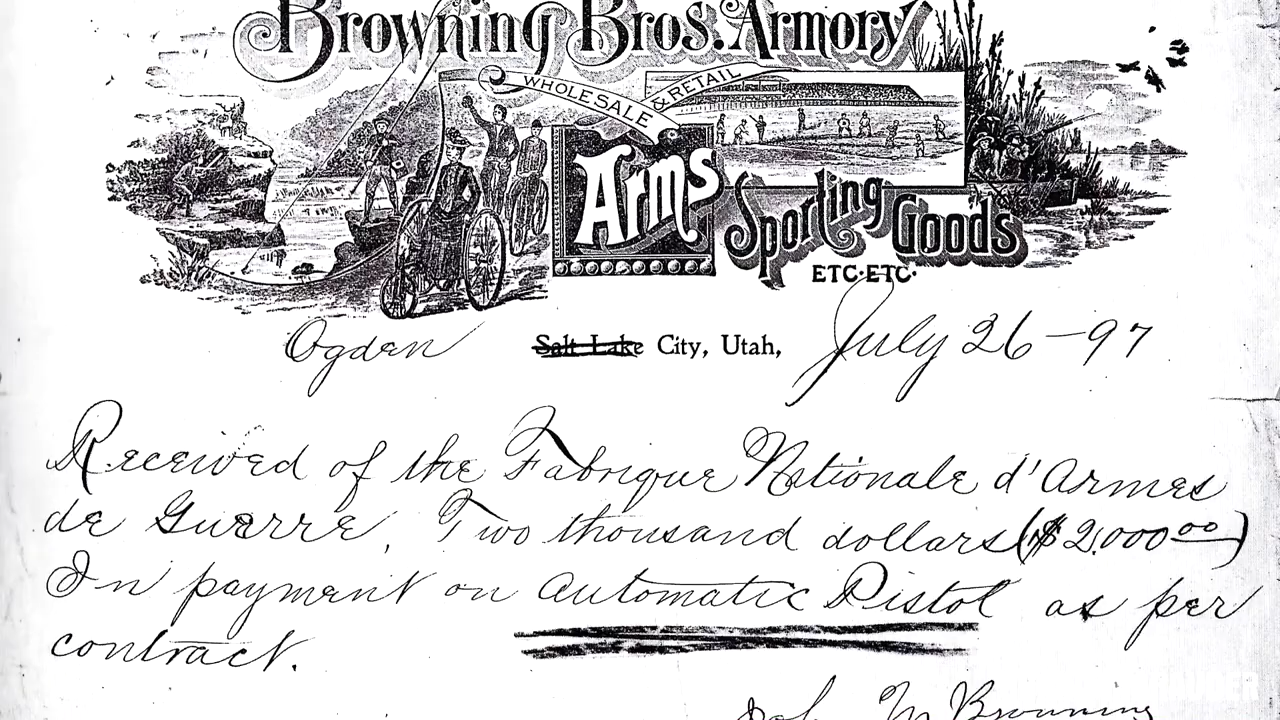 Browning Bros. Armory
WHOLESALE & RETAIL
Arms
Sporting Goods
ETC·ETC·
Ogden Salt Lake City, Utah, July 26-97
Received of the Fabrique Nationale d'Armes
de Guerre, Two thousand dollars ($2,000 00)
In payment on Automatic Pistol as per
contract.
Joh M Browning